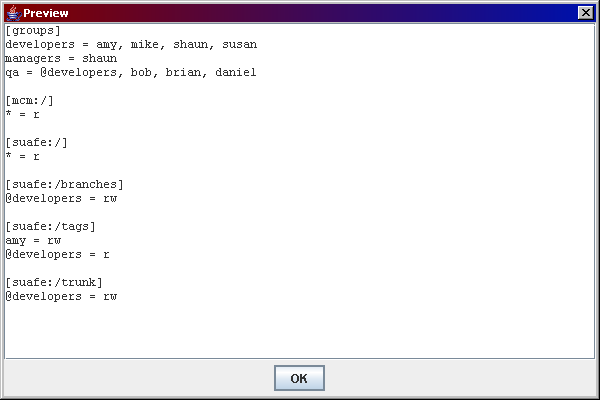 Preview
[groups]
developers = amy, mike, shaun, susan
managers = shaun
qa = @developers, bob, brian, daniel
[mcm:/]
* = r
[suafe:/]
* = r
[suafe:/branches]
@developers = rw
[suafe:/tags]
amy = rw
@developers = r
[suafe:/trunk]
@developers = rw
OK